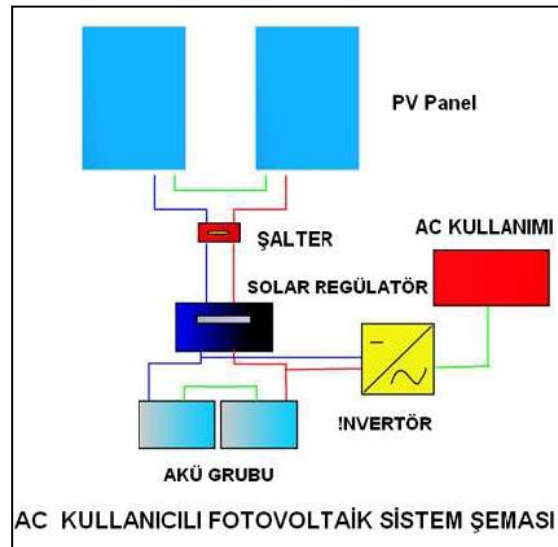 PV Panel
ŞALTER
AC KULLANIMI
SOLAR REGÜLATÖR
İNVERTÖR
AKÜ GRUBU
AC KULLANICILI FOTOVOLTAİK SİSTEM ŞEMASI